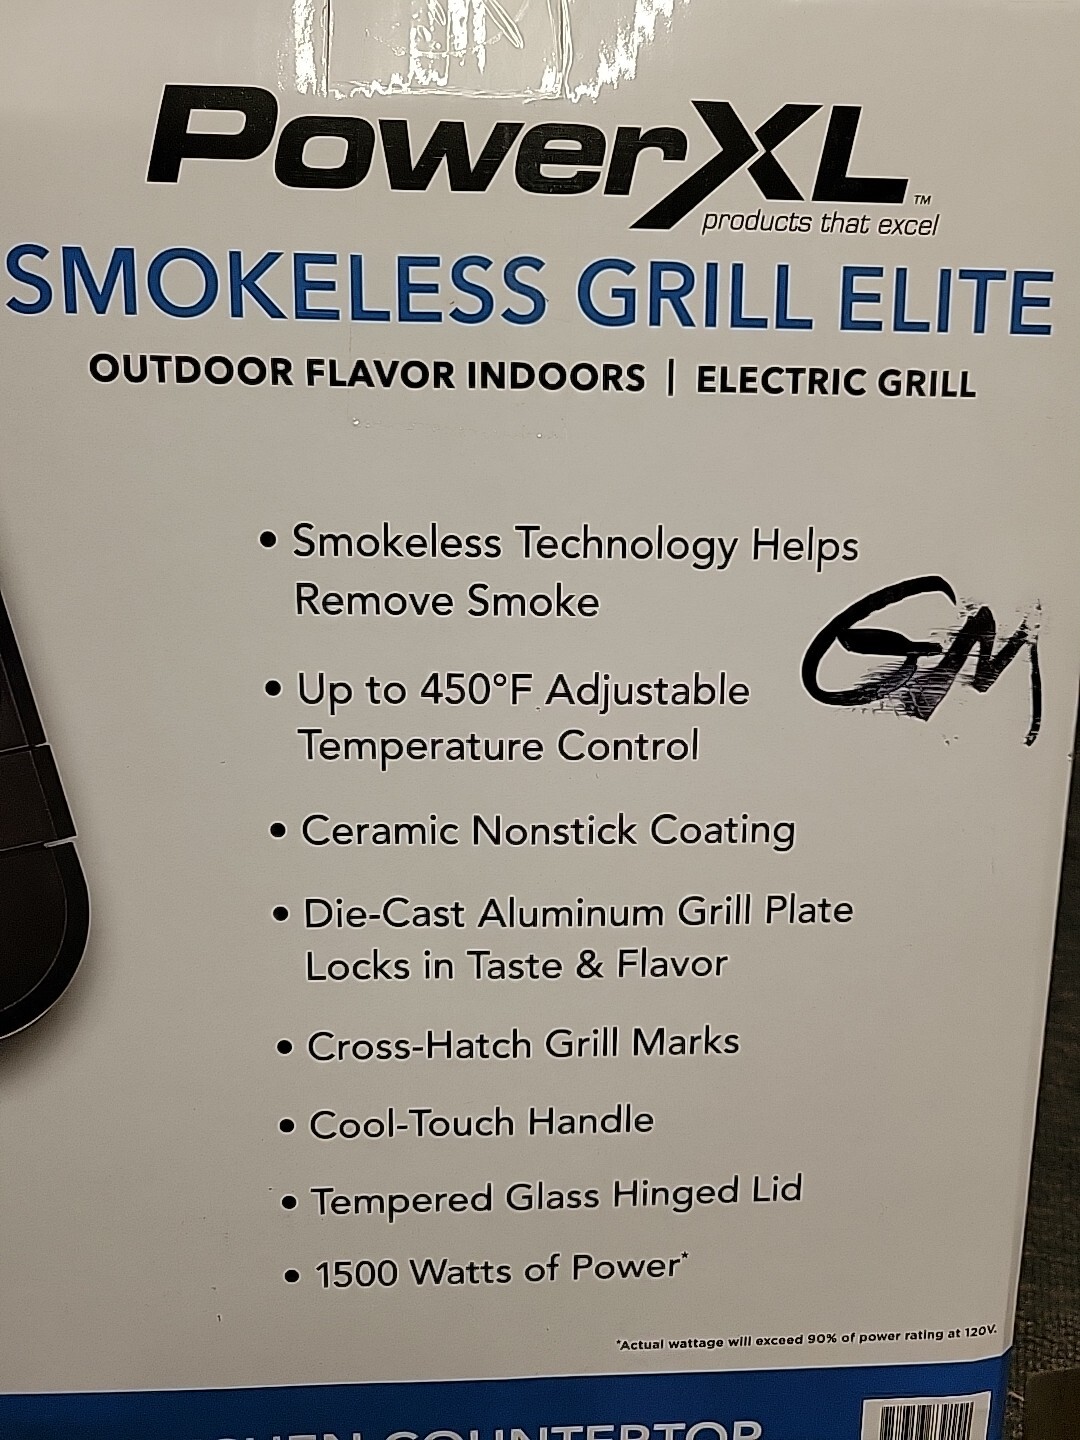 PowerXL™
products that excel
SMOKELESS GRILL ELITE
OUTDOOR FLAVOR INDOORS | ELECTRIC GRILL
• Smokeless Technology Helps
Remove Smoke
GM
• Up to 450°F Adjustable
Temperature Control
• Ceramic Nonstick Coating
• Die-Cast Aluminum Grill Plate
Locks in Taste & Flavor
• Cross-Hatch Grill Marks
• Cool-Touch Handle
• Tempered Glass Hinged Lid
• 1500 Watts of Power*
*Actual wattage will exceed 90% of power rating at 120V.
COUNTERTOP